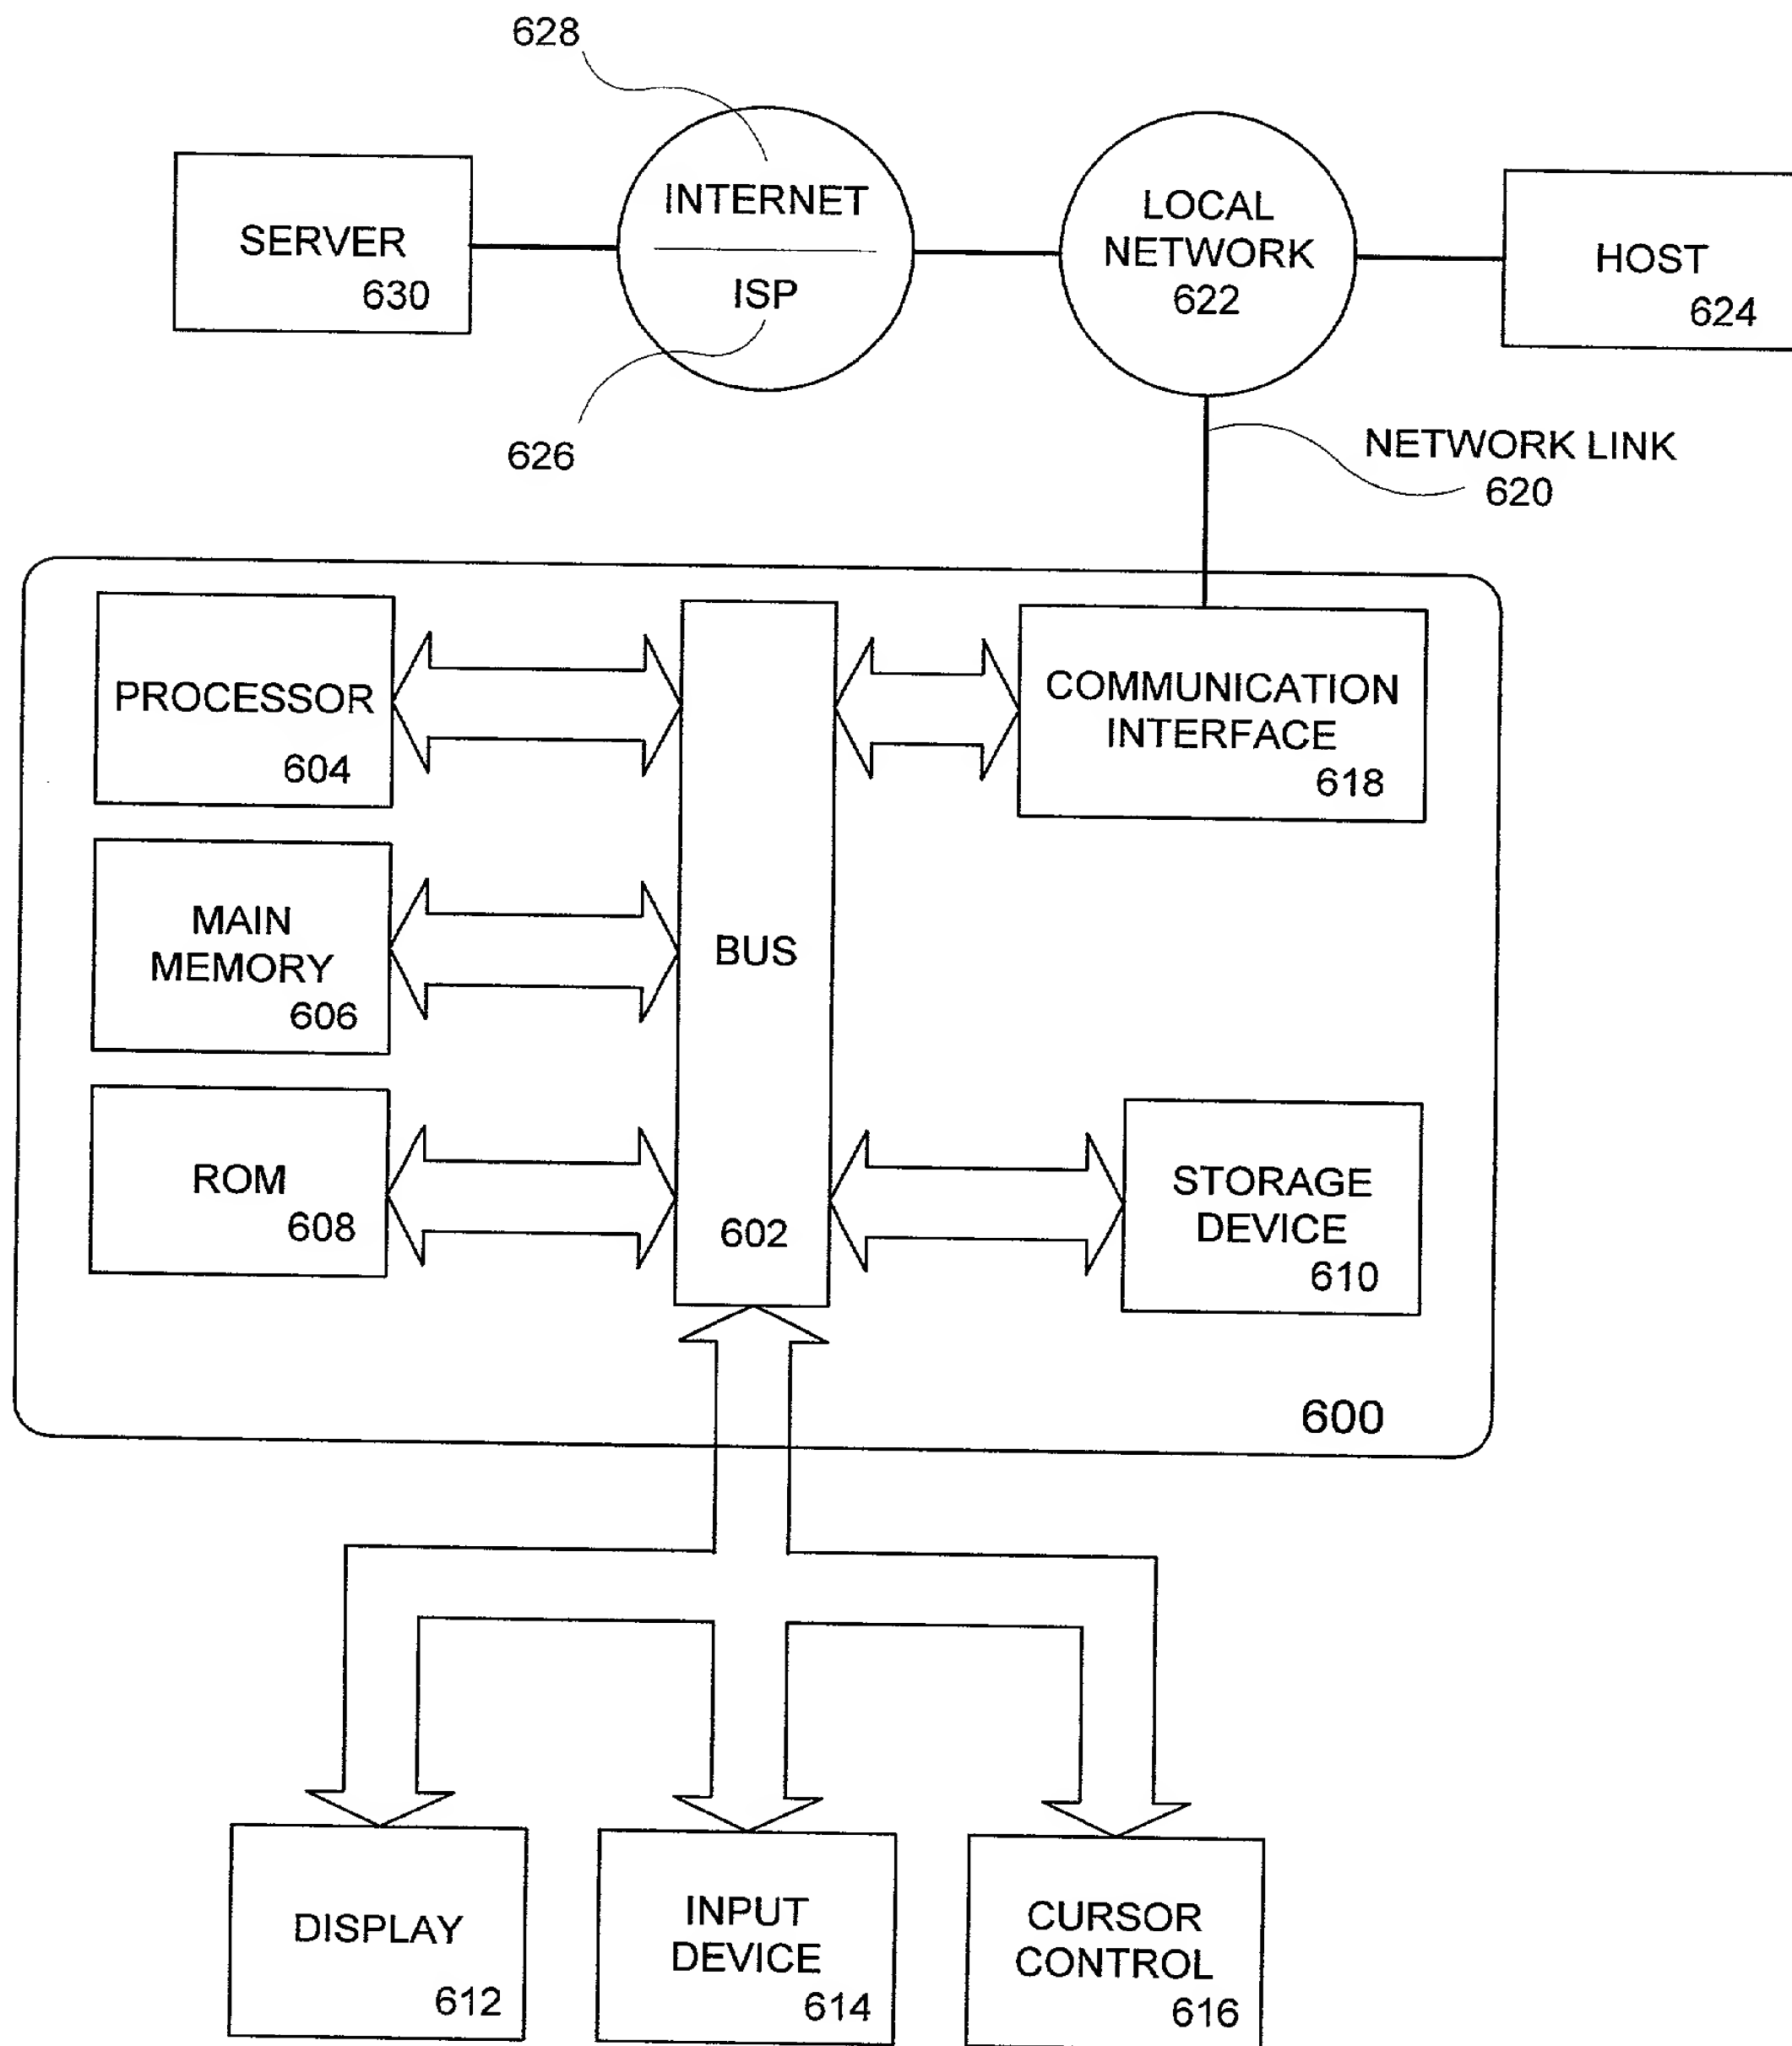 628
INTERNET
ISP
626
SERVER
630
LOCAL
NETWORK
622
HOST
624
NETWORK LINK
620
PROCESSOR
604
MAIN
MEMORY
606
ROM
608
BUS
602
COMMUNICATION
INTERFACE
618
STORAGE
DEVICE
610
600
DISPLAY
612
INPUT
DEVICE
614
CURSOR
CONTROL
616